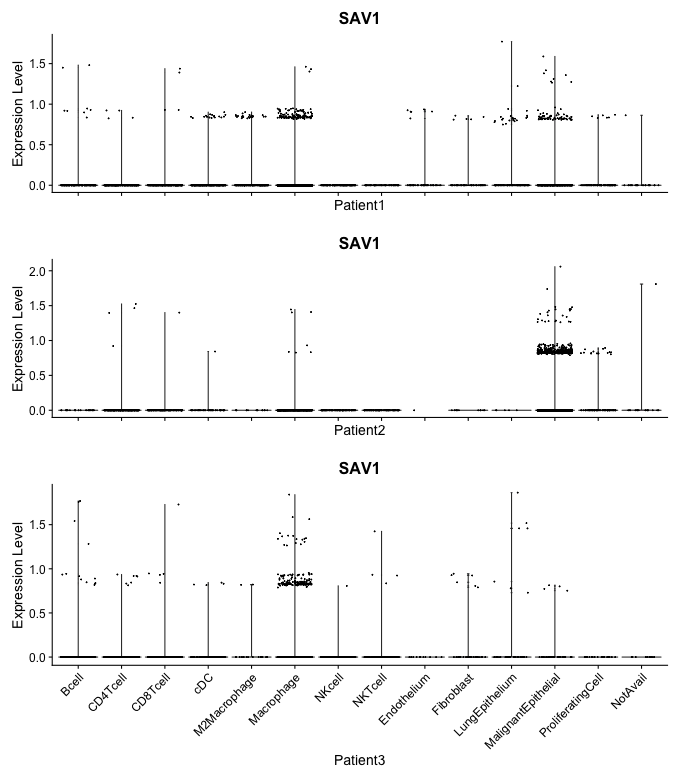 SAV1
Expression Level
1.5
1.0
0.5
0.0
Patient1
SAV1
Expression Level
2.0
1.5
1.0
0.5
0.0
Patient2
SAV1
Expression Level
1.5
1.0
0.5
0.0
Bcell
CD4Tcell
CD8Tcell
cDC
M2Macrophage
Macrophage
NKcell
NKTcell
Endothelium
Fibroblast
LungEpithelium
MalignantEpithelial
ProliferatingCell
NotAvail
Patient3